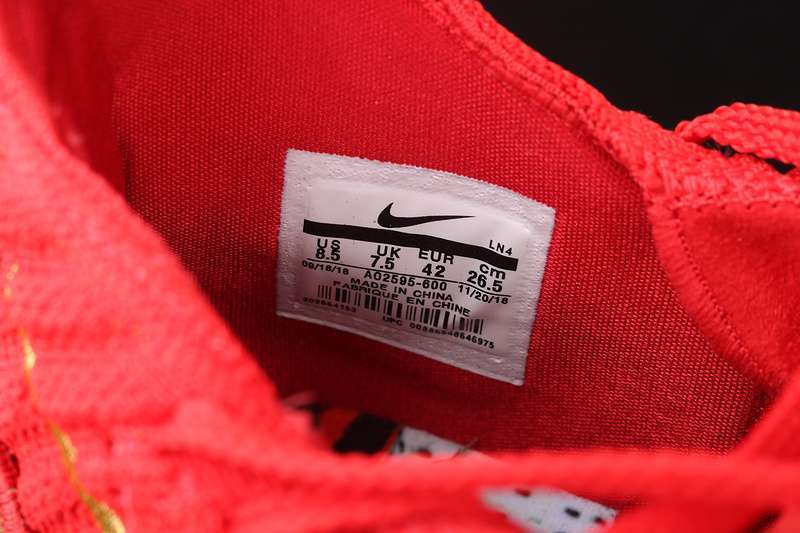 LN4
US UK EUR cm
8.5 7.5 42 26.5
09/18/18 AO2595-600 11/20/18
MADE IN CHINA
FABRIQUE EN CHINE
UPC